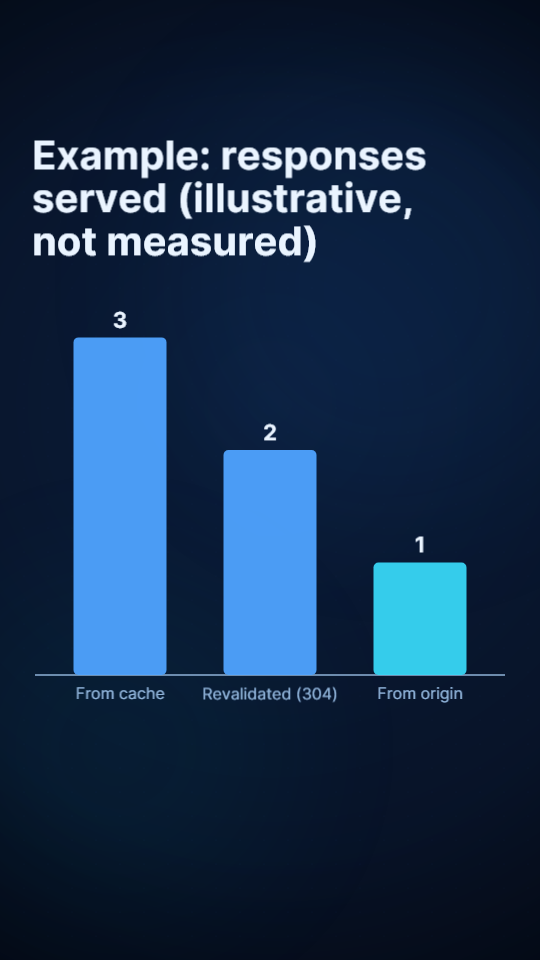 Example: responses
served (illustrative,
not measured)
3
2
1
From cache
Revalidated (304)
From origin